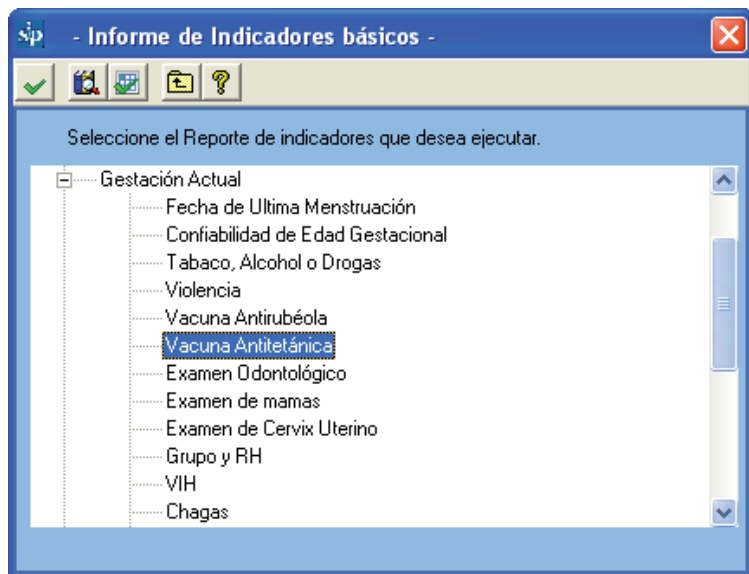 sip - Informe de Indicadores básicos -
Seleccione el Reporte de indicadores que desea ejecutar.
Gestación Actual
Fecha de Ultima Menstruación
Confiabilidad de Edad Gestacional
Tabaco, Alcohol o Drogas
Violencia
Vacuna Antirubéola
Vacuna Antitetánica
Examen Odontológico
Examen de mamas
Examen de Cervix Uterino
Grupo y RH
VIH
Chagas